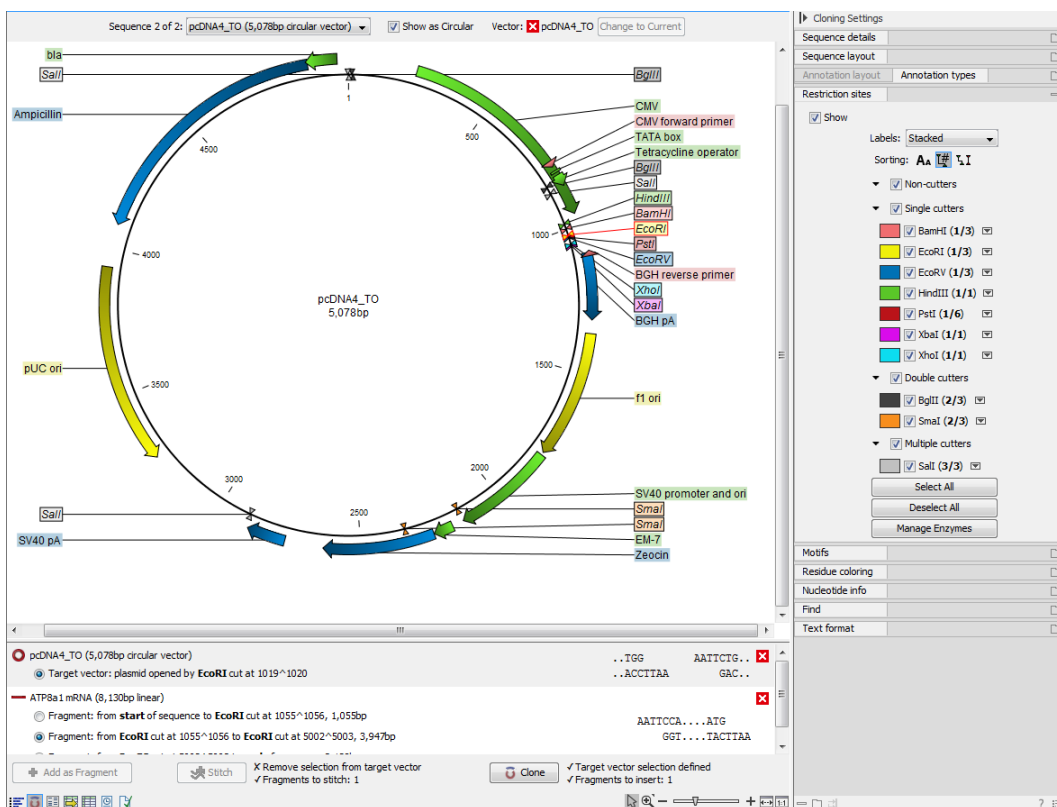 Sequence 2 of 2: pcDNA4_TO (5,078bp circular vector)
Show as Circular
Vector: pcDNA4_TO Change to Current
bla
SalI
Ampicillin
pUC ori
SalI
SV40 pA
BglII
CMV
CMV forward primer
TATA box
Tetracycline operator
BglII
SalI
HindIII
BamHI
EcoRI
PstI
EcoRV
BGH reverse primer
XhoI
XbaI
BGH pA
f1 ori
SV40 promoter and ori
SmaI
SmaI
EM-7
Zeocin
1
500
1000
1500
2000
2500
3000
3500
4000
4500
pcDNA4_TO
5,078bp
pcDNA4_TO (5,078bp circular vector)
Target vector: plasmid opened by EcoRI cut at 1019^1020
..TGG AATTCTG..
..ACCTTAA GAC..
ATP8a1 mRNA (8,130bp linear)
Fragment: from start of sequence to EcoRI cut at 1055^1056, 1,055bp
Fragment: from EcoRI cut at 1055^1056 to EcoRI cut at 5002^5003, 3,947bp
AATTCCA....ATG
GGT....TACTTAA
Add as Fragment
Stitch
✗ Remove selection from target vector
✓ Fragments to stitch: 1
Clone
✓ Target vector selection defined
✓ Fragments to insert: 1
1:1
Cloning Settings
Sequence details
Sequence layout
Annotation layout Annotation types
Restriction sites
Show
Labels: Stacked
Sorting:
Non-cutters
Single cutters
BamHI (1/3)
EcoRI (1/3)
EcoRV (1/3)
HindIII (1/1)
PstI (1/6)
XbaI (1/1)
XhoI (1/1)
Double cutters
BglII (2/3)
SmaI (2/3)
Multiple cutters
SalI (3/3)
Select All
Deselect All
Manage Enzymes
Motifs
Residue coloring
Nucleotide info
Find
Text format